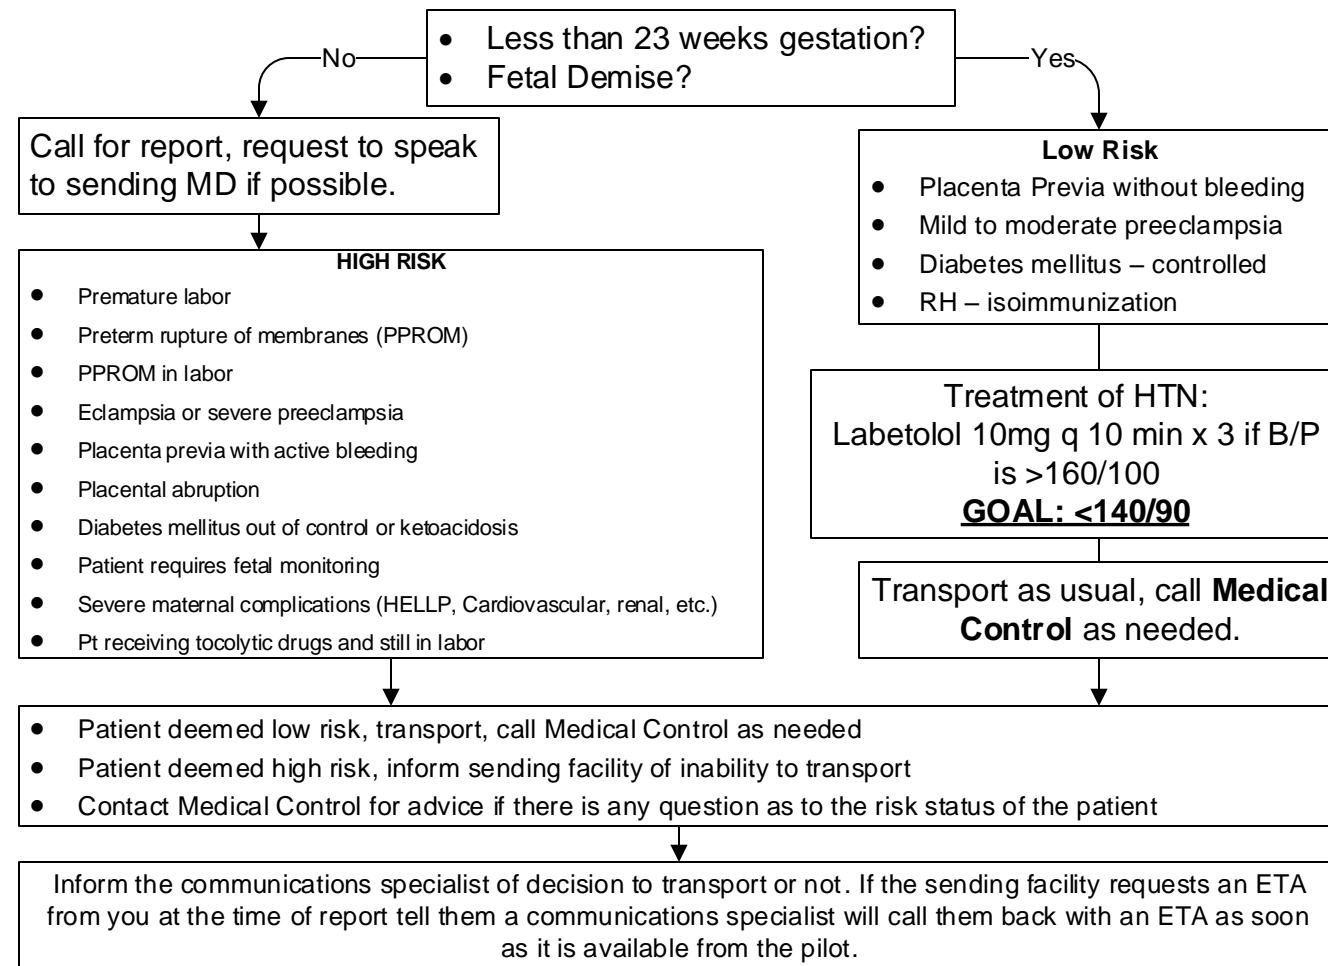 • Less than 23 weeks gestation?
• Fetal Demise?
No
Yes
Call for report, request to speak
to sending MD if possible.
Low Risk
• Placenta Previa without bleeding
• Mild to moderate preeclampsia
• Diabetes mellitus – controlled
• RH – isoimmunization
HIGH RISK
• Premature labor
• Preterm rupture of membranes (PPROM)
• PPROM in labor
• Eclampsia or severe preeclampsia
• Placenta previa with active bleeding
• Placental abruption
• Diabetes mellitus out of control or ketoacidosis
• Patient requires fetal monitoring
• Severe maternal complications (HELLP, Cardiovascular, renal, etc.)
• Pt receiving tocolytic drugs and still in labor
Treatment of HTN:
Labetolol 10mg q 10 min x 3 if B/P
is >160/100
GOAL: <140/90
Transport as usual, call Medical
Control as needed.
• Patient deemed low risk, transport, call Medical Control as needed
• Patient deemed high risk, inform sending facility of inability to transport
• Contact Medical Control for advice if there is any question as to the risk status of the patient
Inform the communications specialist of decision to transport or not. If the sending facility requests an ETA
from you at the time of report tell them a communications specialist will call them back with an ETA as soon
as it is available from the pilot.